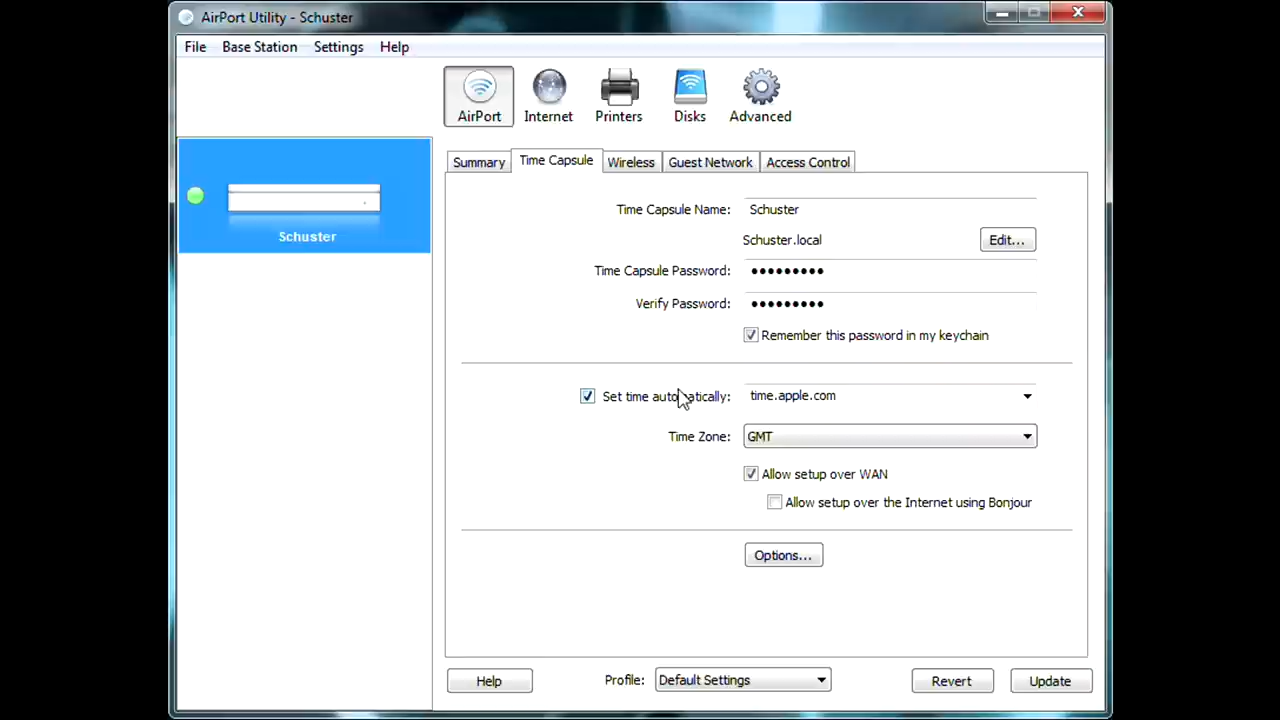 AirPort Utility - Schuster
File Base Station Settings Help
AirPort Internet Printers Disks Advanced
Summary Time Capsule Wireless Guest Network Access Control
Schuster
Time Capsule Name: Schuster
Schuster.local Edit...
Time Capsule Password: •••••••••
Verify Password: •••••••••
Remember this password in my keychain
Set time automatically: time.apple.com
Time Zone: GMT
Allow setup over WAN
Allow setup over the Internet using Bonjour
Options...
Help Profile: Default Settings Revert Update